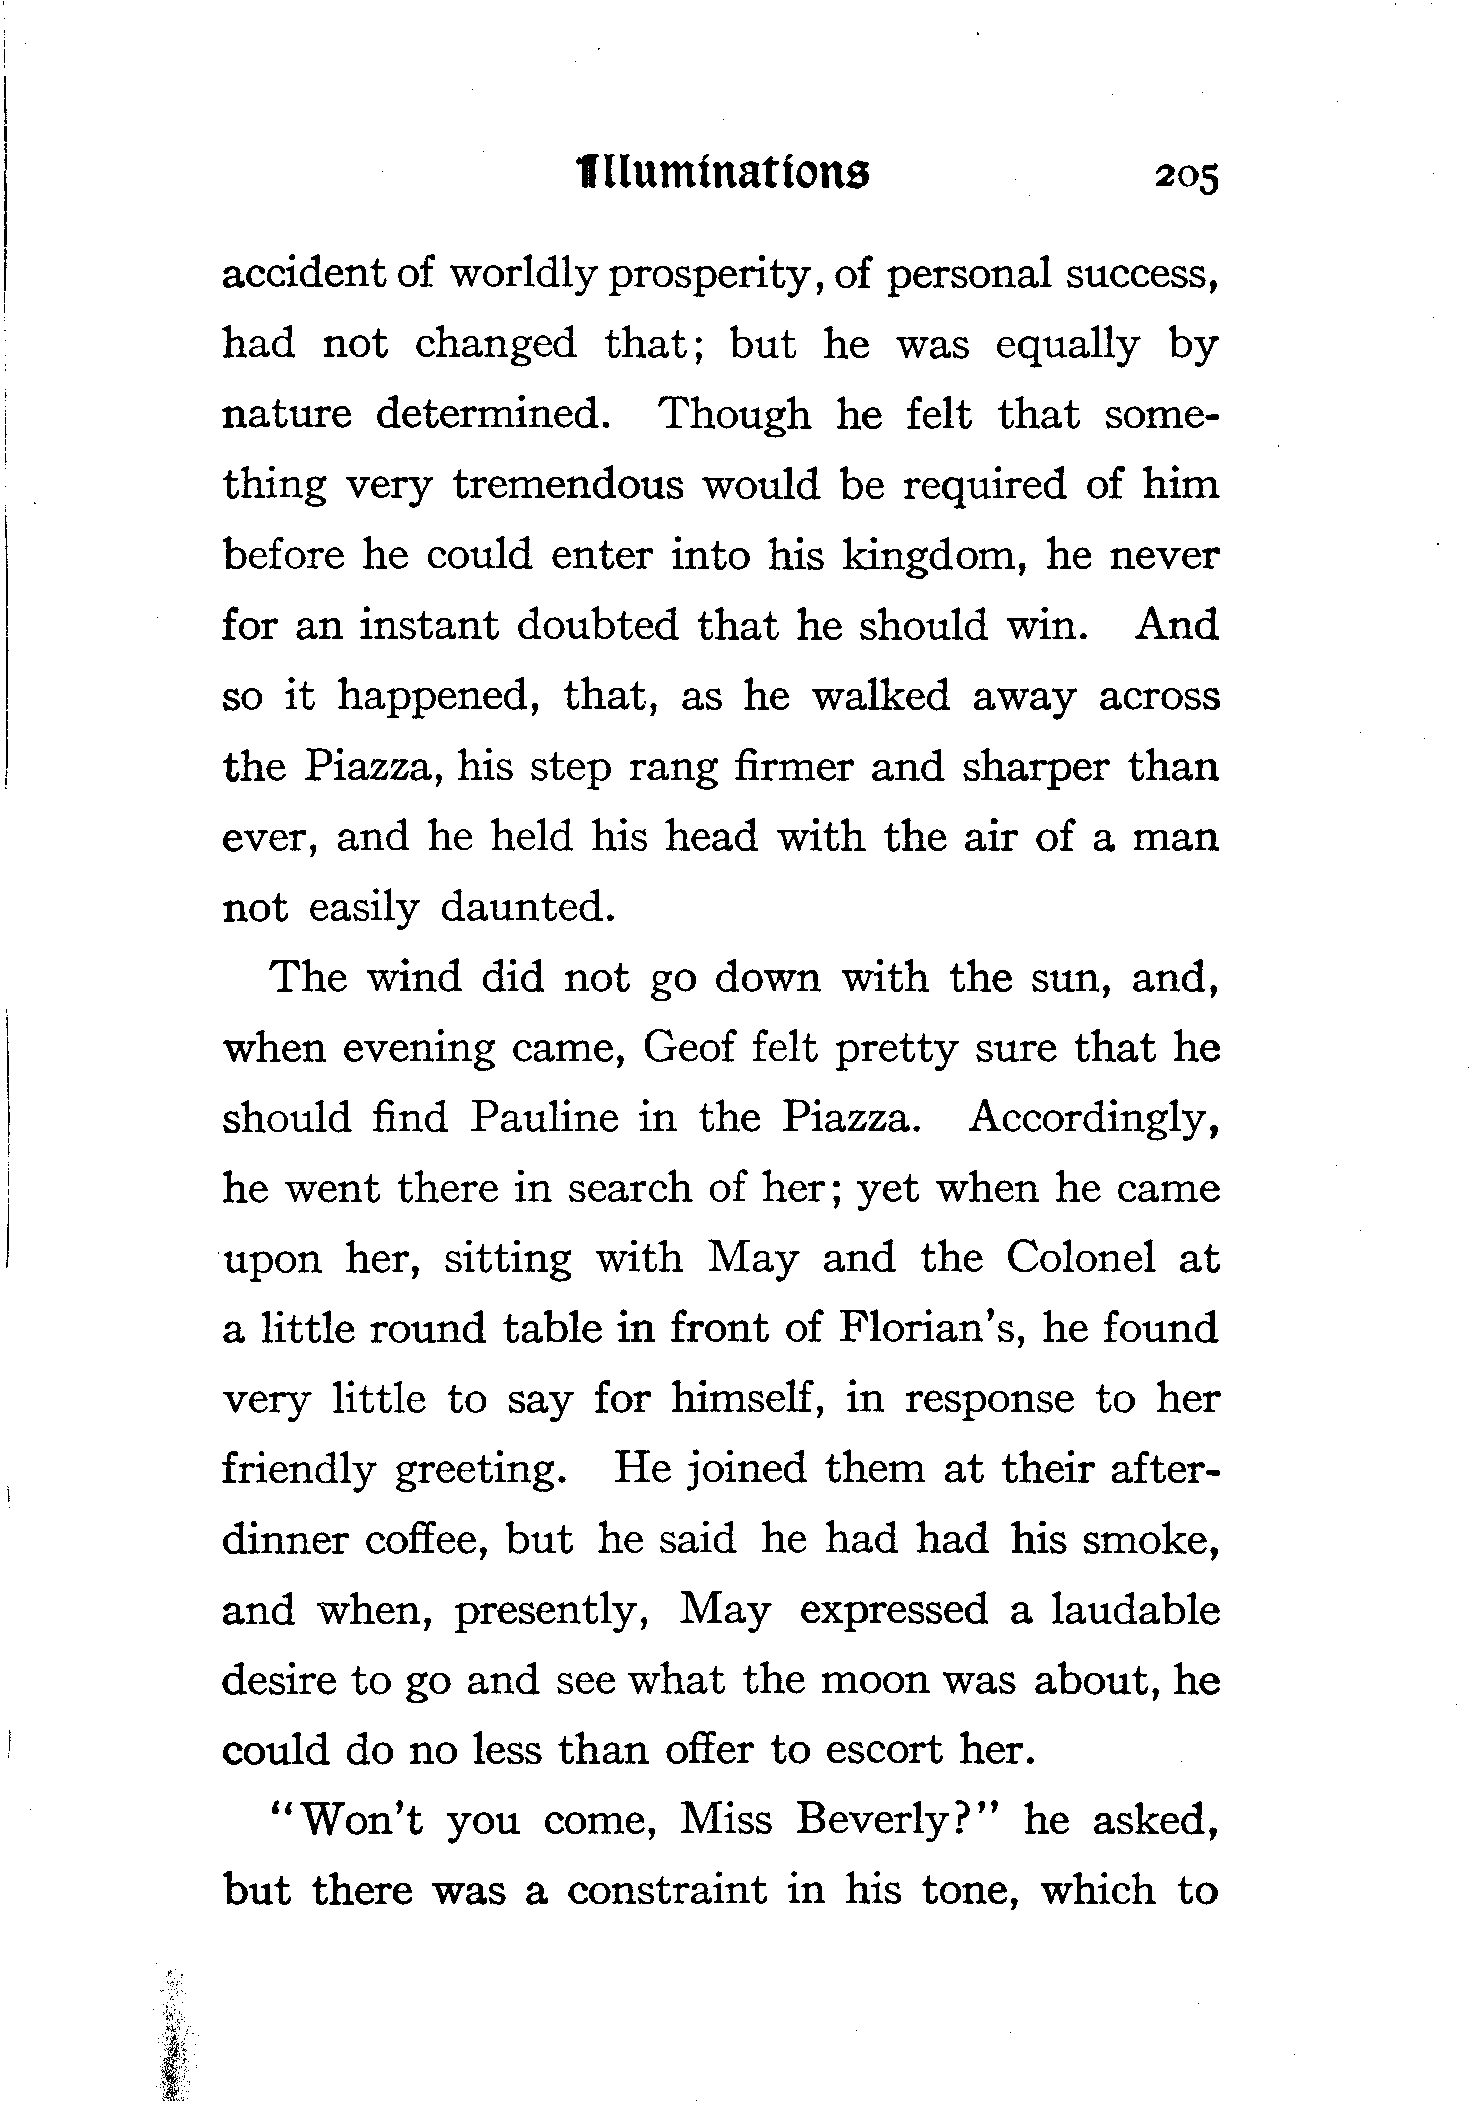 Illuminations 205
accident of worldly prosperity, of personal success,
had not changed that; but he was equally by
nature determined. Though he felt that some-
thing very tremendous would be required of him
before he could enter into his kingdom, he never
for an instant doubted that he should win. And
so it happened, that, as he walked away across
the Piazza, his step rang firmer and sharper than
ever, and he held his head with the air of a man
not easily daunted.
The wind did not go down with the sun, and,
when evening came, Geof felt pretty sure that he
should find Pauline in the Piazza. Accordingly,
he went there in search of her; yet when he came
upon her, sitting with May and the Colonel at
a little round table in front of Florian's, he found
very little to say for himself, in response to her
friendly greeting. He joined them at their after-
dinner coffee, but he said he had had his smoke,
and when, presently, May expressed a laudable
desire to go and see what the moon was about, he
could do no less than offer to escort her.
"Won't you come, Miss Beverly?" he asked,
but there was a constraint in his tone, which to